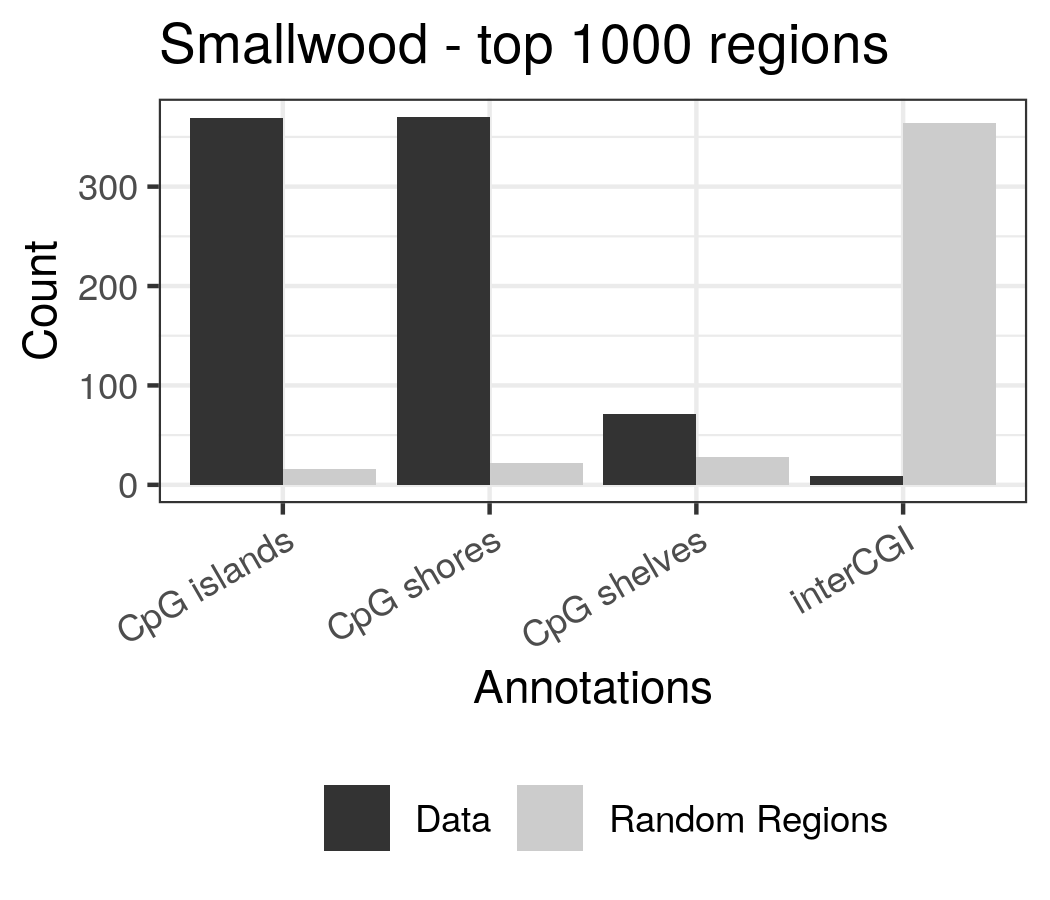 Smallwood - top 1000 regions
Count
300
200
100
0
CpG islands
CpG shores
CpG shelves
interCGI
Annotations
Data
Random Regions